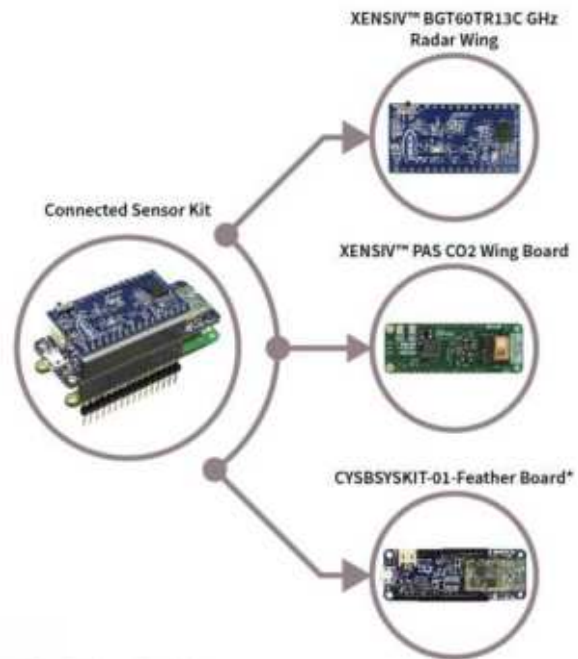 XENSIV™ BGT60TR13C GHz
Radar Wing
Connected Sensor Kit
XENSIV™ PAS CO2 Wing Board
CYSBSYSKIT-01-Feather Board*